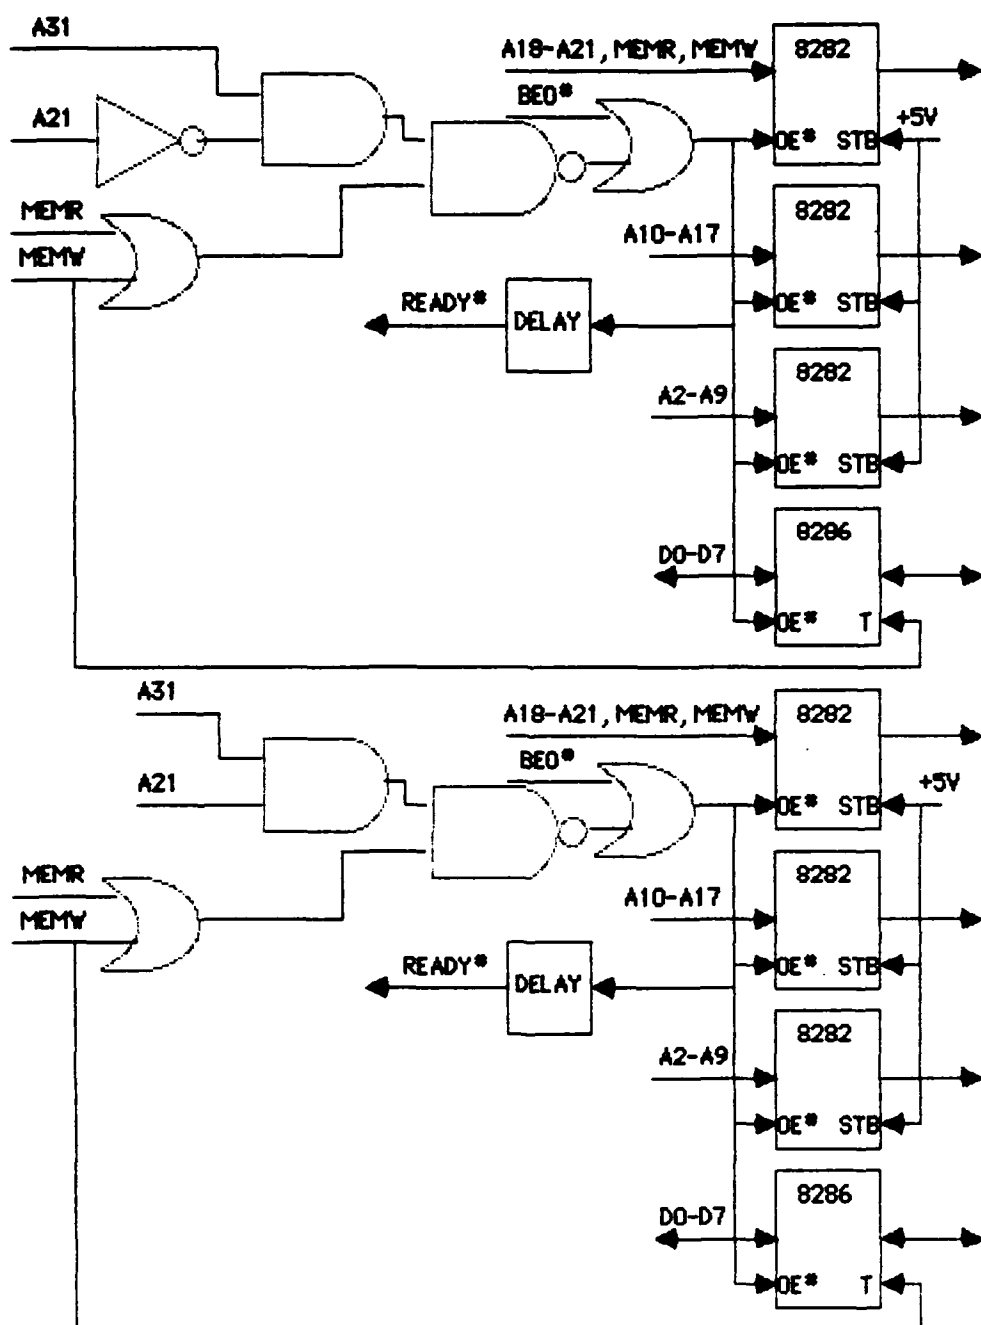 A31
A18-A21, MEMR, MEMW
8282
BE0*
+5V
A21
OE* STB
MEMR
MEMW
8282
A10-A17
READY*
DELAY
OE* STB
8282
A2-A9
OE* STB
8286
D0-D7
OE* T
A31
A18-A21, MEMR, MEMW
8282
BE0*
A21
+5V
OE* STB
MEMR
MEMW
8282
A10-A17
READY*
DELAY
OE* STB
8282
A2-A9
OE* STB
8286
D0-D7
OE* T